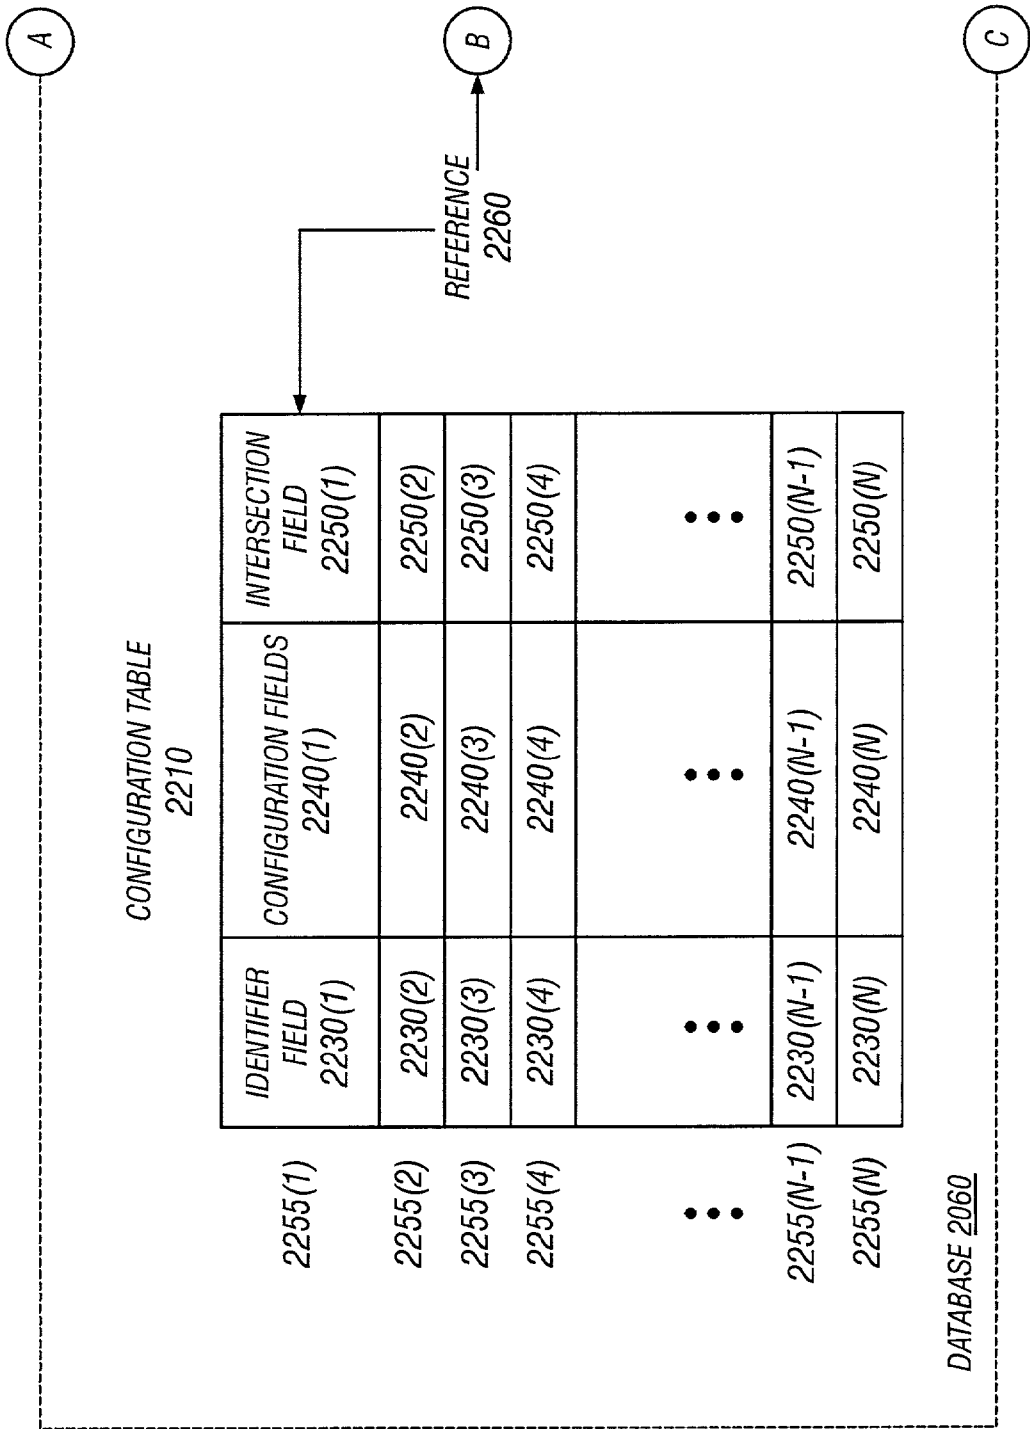 A
CONFIGURATION TABLE
2210
2255(1)
IDENTIFIER
FIELD
2230(1)
CONFIGURATION FIELDS
2240(1)
INTERSECTION
FIELD
2250(1)
REFERENCE
2260
B
2255(2)
2230(2)
2240(2)
2250(2)
2255(3)
2230(3)
2240(3)
2250(3)
2255(4)
2230(4)
2240(4)
2250(4)
2255(N-1)
2230(N-1)
2240(N-1)
2250(N-1)
2255(N)
2230(N)
2240(N)
2250(N)
DATABASE 2060
C